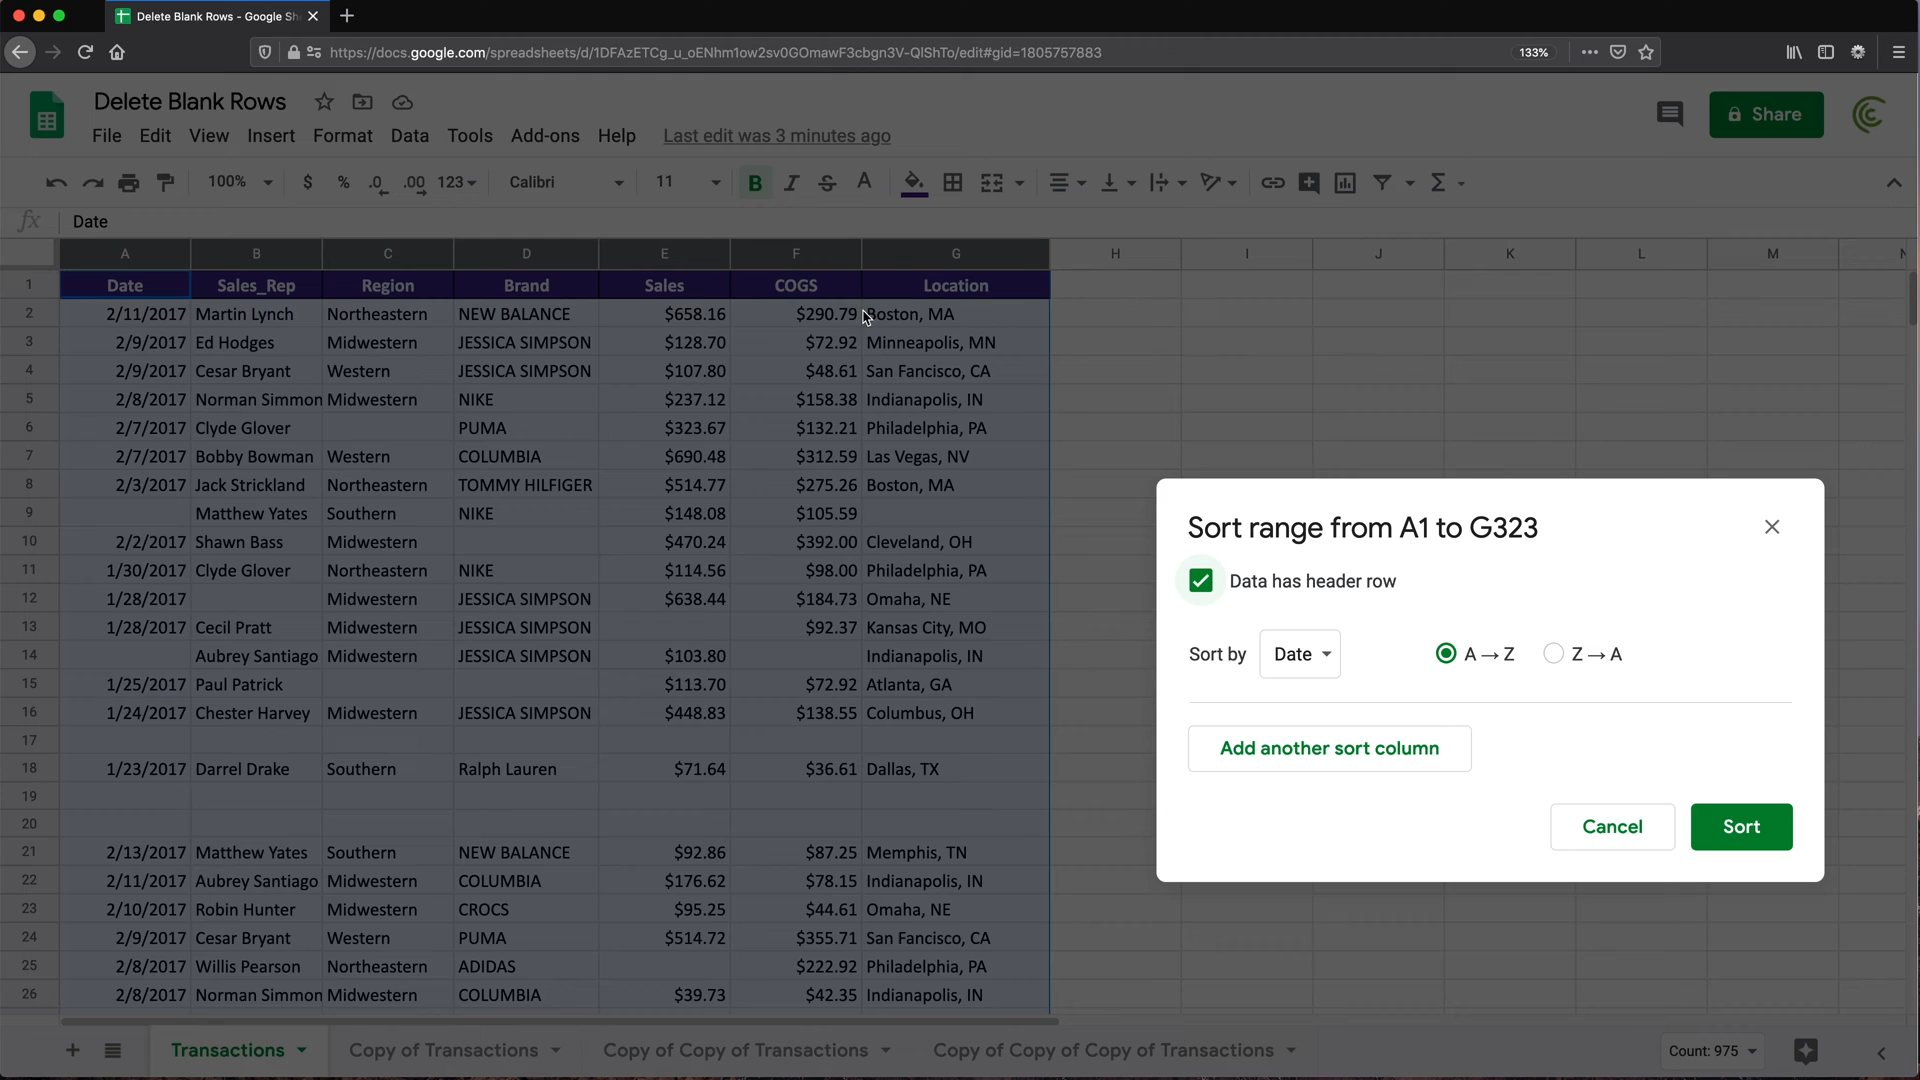 Delete Blank Rows - Google Sh
https://docs.google.com/spreadsheets/d/1DFAzETCg_u_oENhm1ow2sv0GOmawF3cbgn3V-QlShTo/edit#gid=1805757883 133%
Delete Blank Rows
File Edit View Insert Format Data Tools Add-ons Help Last edit was 3 minutes ago Share
100% $ % .0 .00 123 Calibri 11 B I S A Σ
fx Date
A B C D E F G H I J K L M N
1 Date Sales_Rep Region Brand Sales COGS Location
2 2/11/2017 Martin Lynch Northeastern NEW BALANCE $658.16 $290.79 Boston, MA
3 2/9/2017 Ed Hodges Midwestern JESSICA SIMPSON $128.70 $72.92 Minneapolis, MN
4 2/9/2017 Cesar Bryant Western JESSICA SIMPSON $107.80 $48.61 San Fancisco, CA
5 2/8/2017 Norman Simmon Midwestern NIKE $237.12 $158.38 Indianapolis, IN
6 2/7/2017 Clyde Glover PUMA $323.67 $132.21 Philadelphia, PA
7 2/7/2017 Bobby Bowman Western COLUMBIA $690.48 $312.59 Las Vegas, NV
8 2/3/2017 Jack Strickland Northeastern TOMMY HILFIGER $514.77 $275.26 Boston, MA
9 Matthew Yates Southern NIKE $148.08 $105.59
10 2/2/2017 Shawn Bass Midwestern $470.24 $392.00 Cleveland, OH
11 1/30/2017 Clyde Glover Northeastern NIKE $114.56 $98.00 Philadelphia, PA
12 1/28/2017 Midwestern JESSICA SIMPSON $638.44 $184.73 Omaha, NE
13 1/28/2017 Cecil Pratt Midwestern JESSICA SIMPSON $92.37 Kansas City, MO
14 Aubrey Santiago Midwestern JESSICA SIMPSON $103.80 Indianapolis, IN
15 1/25/2017 Paul Patrick $113.70 $72.92 Atlanta, GA
16 1/24/2017 Chester Harvey Midwestern JESSICA SIMPSON $448.83 $138.55 Columbus, OH
17
18 1/23/2017 Darrel Drake Southern Ralph Lauren $71.64 $36.61 Dallas, TX
19
20
21 2/13/2017 Matthew Yates Southern NEW BALANCE $92.86 $87.25 Memphis, TN
22 2/11/2017 Aubrey Santiago Midwestern COLUMBIA $176.62 $78.15 Indianapolis, IN
23 2/10/2017 Robin Hunter Midwestern CROCS $95.25 $44.61 Omaha, NE
24 2/9/2017 Cesar Bryant Western PUMA $514.72 $355.71 San Fancisco, CA
25 2/8/2017 Willis Pearson Northeastern ADIDAS $222.92 Philadelphia, PA
26 2/8/2017 Norman Simmon Midwestern COLUMBIA $39.73 $42.35 Indianapolis, IN
Sort range from A1 to G323
Data has header row
Sort by Date A → Z Z → A
Add another sort column
Cancel Sort
Transactions Copy of Transactions Copy of Copy of Transactions Copy of Copy of Copy of Transactions Count: 975